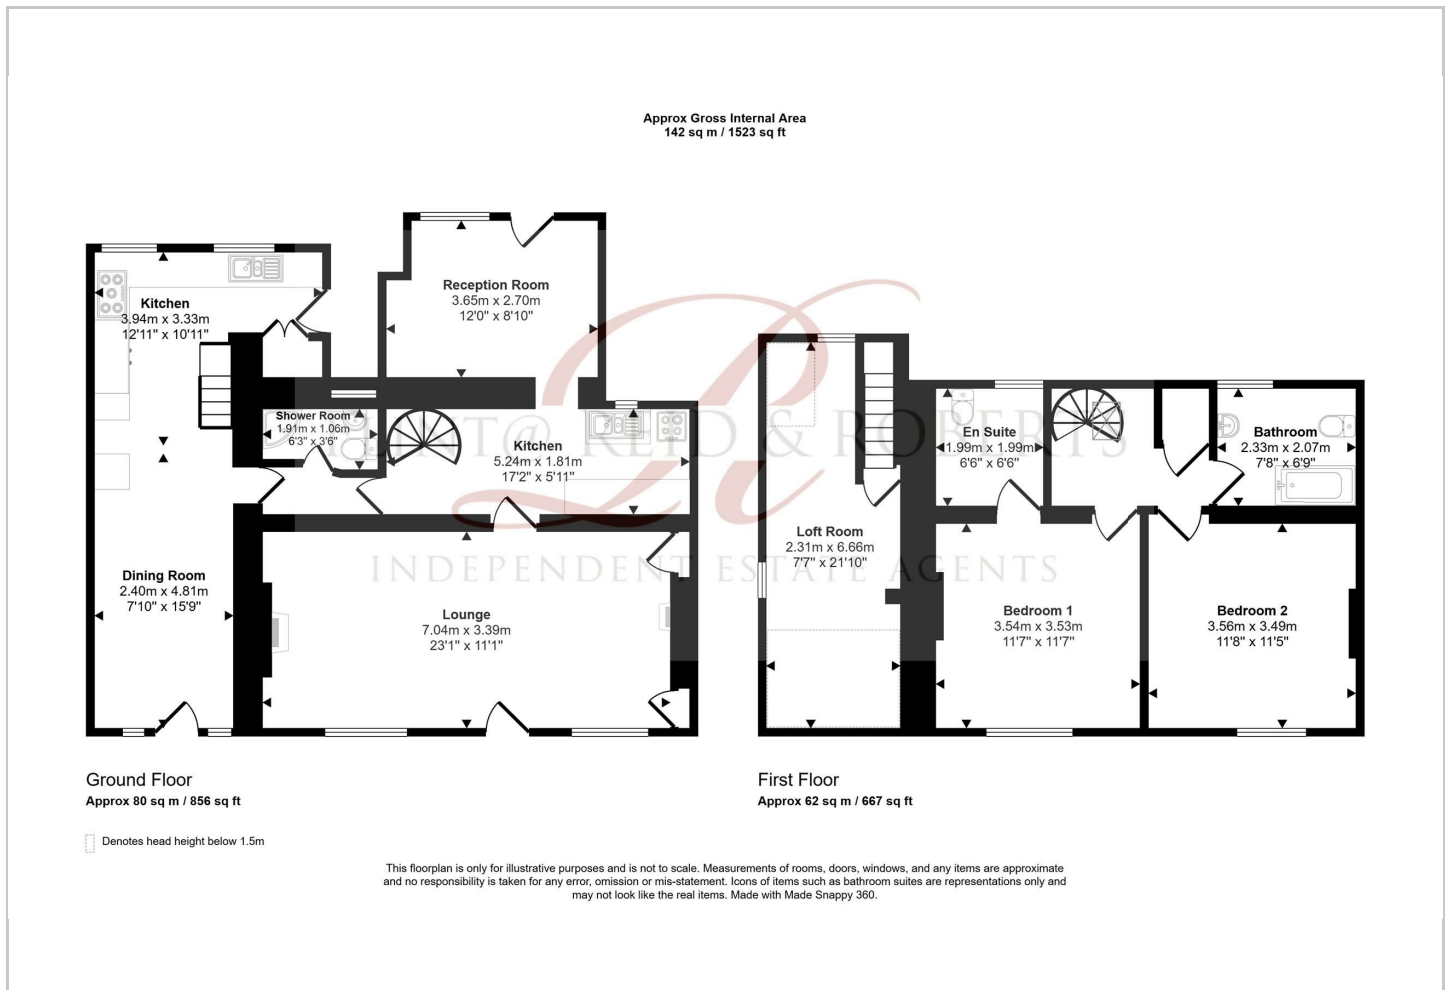 Approx Gross Internal Area
142 sq m / 1523 sq ft
Reception Room
3.65m x 2.70m
12'0" x 8'10"
Kitchen
3.94m x 3.33m
12'11" x 10'11"
Shower Room
1.91m x 1.06m
6'3" x 3'6"
Kitchen
5.24m x 1.81m
17'2" x 5'11"
Dining Room
2.40m x 4.81m
7'10" x 15'9"
Lounge
7.04m x 3.39m
23'1" x 11'1"
En Suite
1.99m x 1.99m
6'6" x 6'6"
Bathroom
2.33m x 2.07m
7'8" x 6'9"
Loft Room
2.31m x 6.66m
7'7" x 21'10"
Bedroom 1
3.54m x 3.53m
11'7" x 11'7"
Bedroom 2
3.56m x 3.49m
11'8" x 11'5"
REID & ROBERTS
INDEPENDENT ESTATE AGENTS
Ground Floor
Approx 80 sq m / 856 sq ft
First Floor
Approx 62 sq m / 667 sq ft
Denotes head height below 1.5m
This floorplan is only for illustrative purposes and is not to scale. Measurements of rooms, doors, windows, and any items are approximate
and no responsibility is taken for any error, omission or mis-statement. Icons of items such as bathroom suites are representations only and
may not look like the real items. Made with Made Snappy 360.